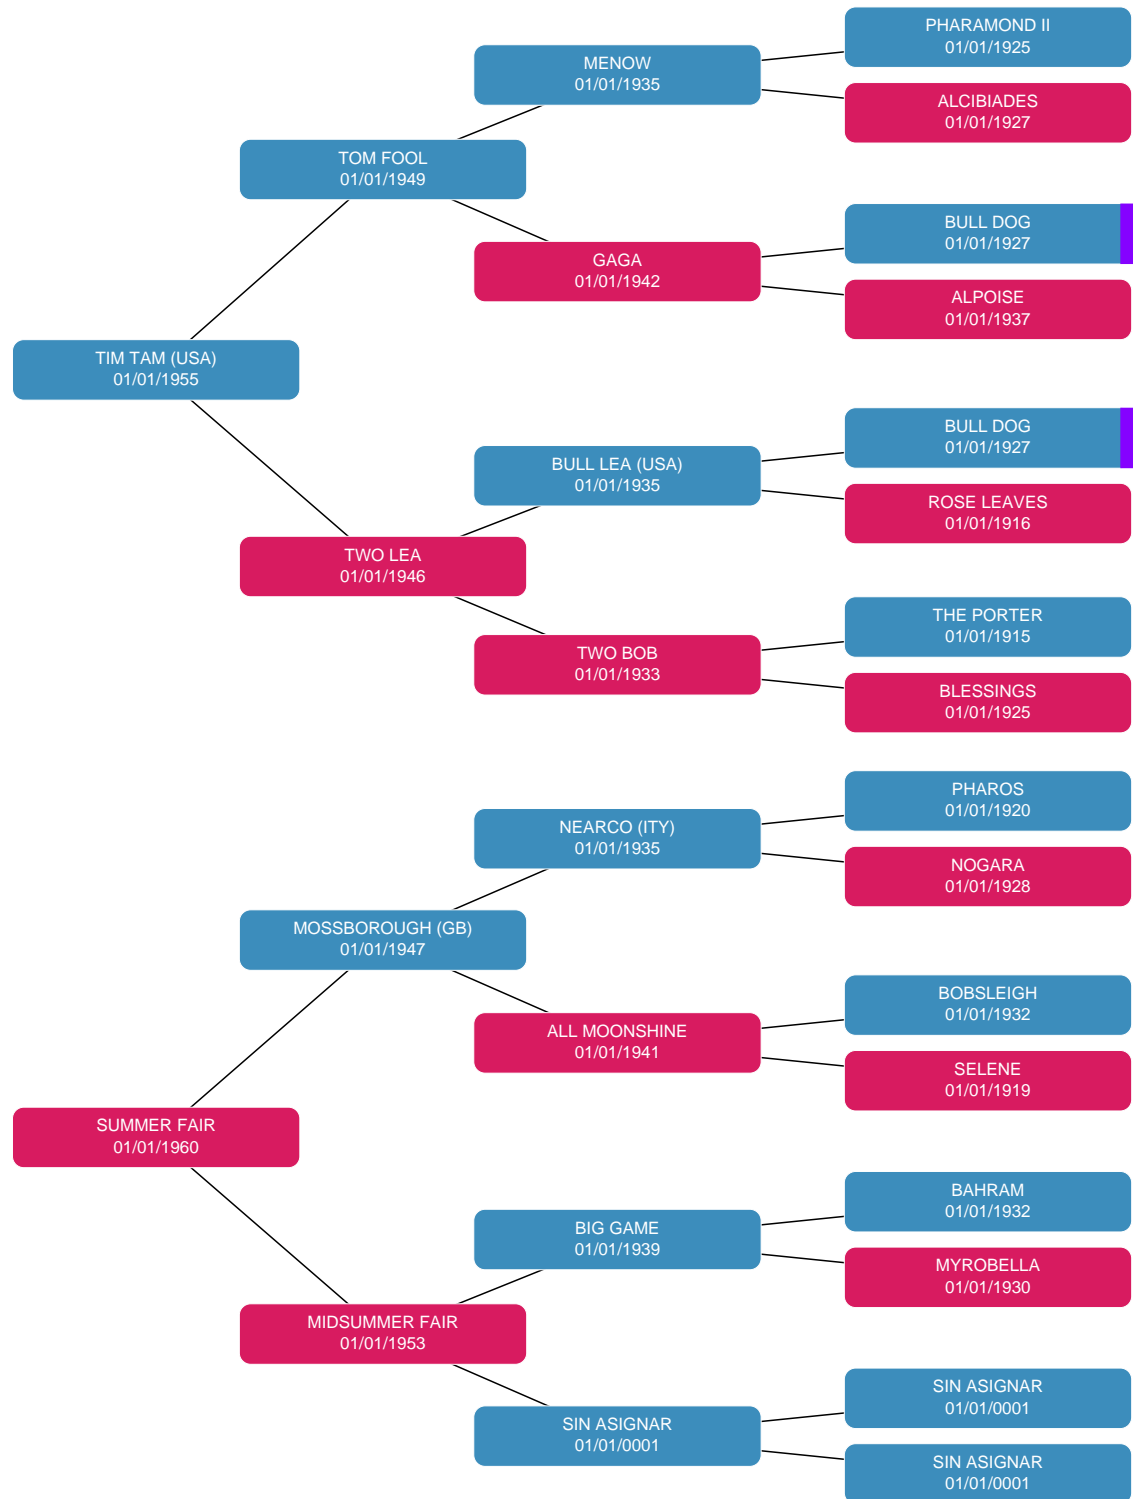 PHARAMOND II
01/01/1925
MENOW
01/01/1935
ALCIBIADES
01/01/1927
TOM FOOL
01/01/1949
BULL DOG
01/01/1927
GAGA
01/01/1942
ALPOISE
01/01/1937
TIM TAM (USA)
01/01/1955
BULL DOG
01/01/1927
BULL LEA (USA)
01/01/1935
ROSE LEAVES
01/01/1916
TWO LEA
01/01/1946
THE PORTER
01/01/1915
TWO BOB
01/01/1933
BLESSINGS
01/01/1925
PHAROS
01/01/1920
NEARCO (ITY)
01/01/1935
NOGARA
01/01/1928
MOSSBOROUGH (GB)
01/01/1947
BOBSLEIGH
01/01/1932
ALL MOONSHINE
01/01/1941
SELENE
01/01/1919
SUMMER FAIR
01/01/1960
BAHRAM
01/01/1932
BIG GAME
01/01/1939
MYROBELLA
01/01/1930
MIDSUMMER FAIR
01/01/1953
SIN ASIGNAR
01/01/0001
SIN ASIGNAR
01/01/0001
SIN ASIGNAR
01/01/0001